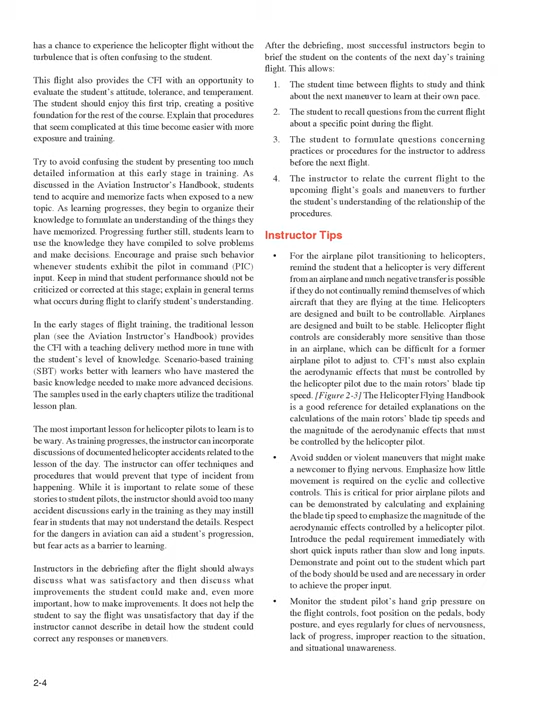 has a chance to experience the helicopter flight without the
turbulence that is often confusing to the student.
This flight also provides the CFI with an opportunity to
evaluate the student's attitude, tolerance, and temperament.
The student should enjoy this first trip, creating a positive
foundation for the rest of the course. Explain that procedures
that seem complicated at this time become easier with more
exposure and training.
Try to avoid confusing the student by presenting too much
detailed information at this early stage in training. As
discussed in the Aviation Instructor's Handbook, students
tend to acquire and memorize facts when exposed to a new
topic. As learning progresses, they begin to organize their
knowledge to formulate an understanding of the things they
have memorized. Progressing further still, students learn to
use the knowledge they have compiled to solve problems
and make decisions. Encourage and praise such behavior
whenever students exhibit the pilot in command (PIC)
input. Keep in mind that student performance should not be
criticized or corrected at this stage; explain in general terms
what occurs during flight to clarify student's understanding.
In the early stages of flight training, the traditional lesson
plan (see the Aviation Instructor's Handbook) provides
the CFI with a teaching delivery method more in tune with
the student's level of knowledge. Scenario-based training
(SBT) works better with learners who have mastered the
basic knowledge needed to make more advanced decisions.
The samples used in the early chapters utilize the traditional
lesson plan.
The most important lesson for helicopter pilots to learn is to
be wary. As training progresses, the instructor can incorporate
discussions of documented helicopter accidents related to the
lesson of the day. The instructor can offer techniques and
procedures that would prevent that type of incident from
happening. While it is important to relate some of these
stories to student pilots, the instructor should avoid too many
accident discussions early in the training as they may instill
fear in students that may not understand the details. Respect
for the dangers in aviation can aid a student's progression,
but fear acts as a barrier to learning.
Instructors in the debriefing after the flight should always
discuss what was satisfactory and then discuss what
improvements the student could make and, even more
important, how to make improvements. It does not help the
student to say the flight was unsatisfactory that day if the
instructor cannot describe in detail how the student could
correct any responses or maneuvers.
After the debriefing, most successful instructors begin to
brief the student on the contents of the next day's training
flight. This allows:
1. The student time between flights to study and think
about the next maneuver to learn at their own pace.
2. The student to recall questions from the current flight
about a specific point during the flight.
3. The student to formulate questions concerning
practices or procedures for the instructor to address
before the next flight.
4. The instructor to relate the current flight to the
upcoming flight's goals and maneuvers to further
the student's understanding of the relationship of the
procedures.
Instructor Tips
• For the airplane pilot transitioning to helicopters,
remind the student that a helicopter is very different
from an airplane and much negative transfer is possible
if they do not continually remind themselves of which
aircraft that they are flying at the time. Helicopters
are designed and built to be controllable. Airplanes
are designed and built to be stable. Helicopter flight
controls are considerably more sensitive than those
in an airplane, which can be difficult for a former
airplane pilot to adjust to. CFI's must also explain
the aerodynamic effects that must be controlled by
the helicopter pilot due to the main rotors' blade tip
speed. [Figure 2-3] The Helicopter Flying Handbook
is a good reference for detailed explanations on the
calculations of the main rotors' blade tip speeds and
the magnitude of the aerodynamic effects that must
be controlled by the helicopter pilot.
• Avoid sudden or violent maneuvers that might make
a newcomer to flying nervous. Emphasize how little
movement is required on the cyclic and collective
controls. This is critical for prior airplane pilots and
can be demonstrated by calculating and explaining
the blade tip speed to emphasize the magnitude of the
aerodynamic effects controlled by a helicopter pilot.
Introduce the pedal requirement immediately with
short quick inputs rather than slow and long inputs.
Demonstrate and point out to the student which part
of the body should be used and are necessary in order
to achieve the proper input.
• Monitor the student pilot's hand grip pressure on
the flight controls, foot position on the pedals, body
posture, and eyes regularly for clues of nervousness,
lack of progress, improper reaction to the situation,
and situational unawareness.
2-4